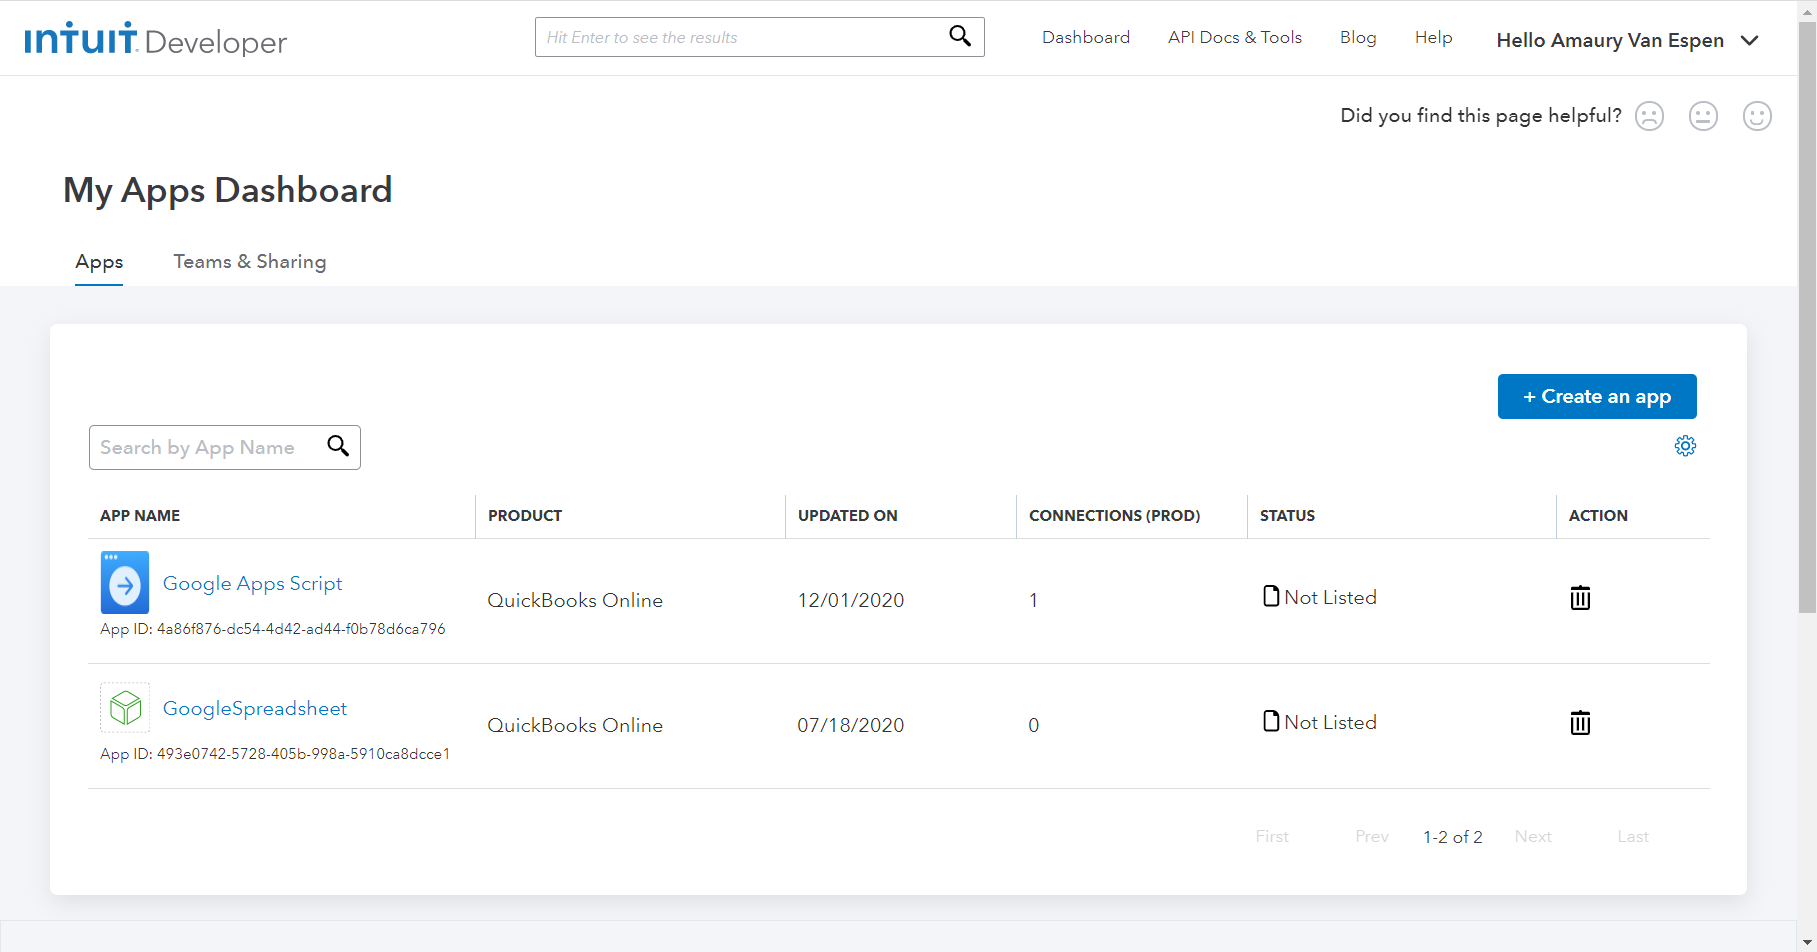 ıntuıt Developer
Hit Enter to see the results
Dashboard
API Docs & Tools
Blog
Help
Hello Amaury Van Espen
Did you find this page helpful?
My Apps Dashboard
Apps
Teams & Sharing
+ Create an app
Search by App Name
APP NAME
PRODUCT
UPDATED ON
CONNECTIONS (PROD)
STATUS
ACTION
Google Apps Script
App ID: 4a86f876-dc54-4d42-ad44-f0b78d6ca796
QuickBooks Online
12/01/2020
1
Not Listed
GoogleSpreadsheet
App ID: 493e0742-5728-405b-998a-5910ca8dcce1
QuickBooks Online
07/18/2020
0
Not Listed
First
Prev
1-2 of 2
Next
Last